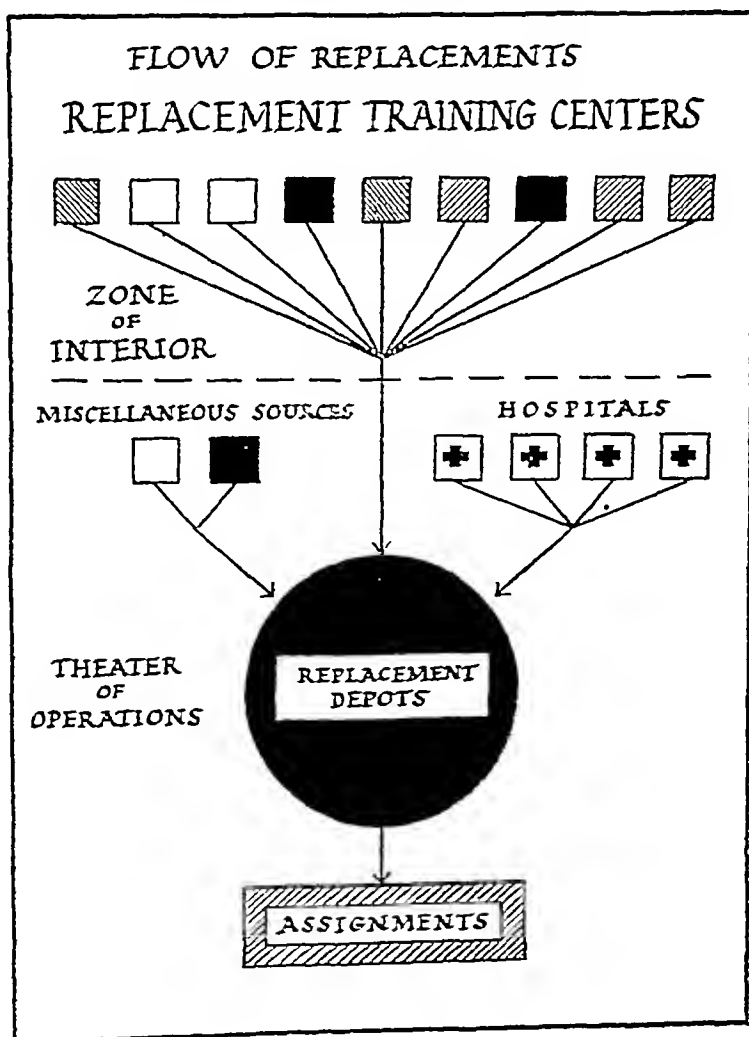 FLOW OF REPLACEMENTS
REPLACEMENT TRAINING CENTERS
ZONE
OF
INTERIOR
MISCELLANEOUS SOURCES
HOSPITALS
THEATER
OF
OPERATIONS
REPLACEMENT
DEPOTS
ASSIGNMENTS